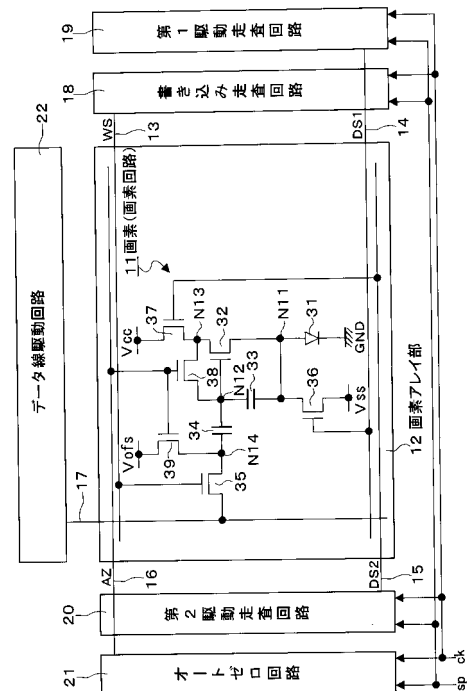 22
データ線駆動回路
17
19
第1駆動走査回路
18
書き込み走査回路
WS
13
DS1
14
11画素(画素回路)
Vcc
37
N13
32
38
N12
33
N11
31
GND
36
Vss
34
Vofs
39
N14
35
12 画素アレイ部
AZ
16
DS2
15
20
第2駆動走査回路
21
オートゼロ回路
sp
ck